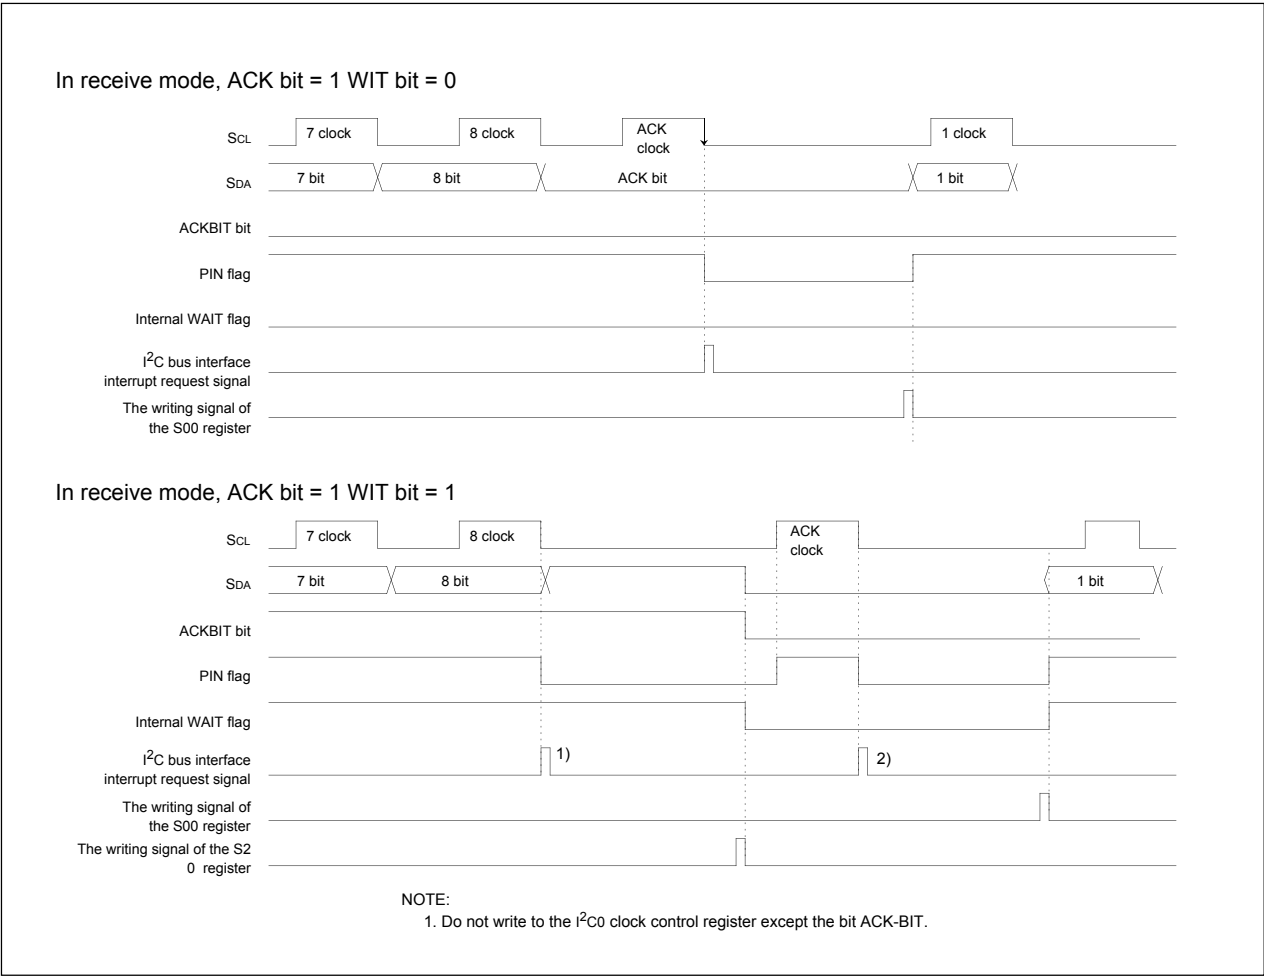 In receive mode, ACK bit = 1 WIT bit = 0
SCL
7 clock
8 clock
ACK
clock
1 clock
SDA
7 bit
8 bit
ACK bit
1 bit
ACKBIT bit
PIN flag
Internal WAIT flag
I2C bus interface
interrupt request signal
The writing signal of
the S00 register
In receive mode, ACK bit = 1 WIT bit = 1
SCL
7 clock
8 clock
ACK
clock
SDA
7 bit
8 bit
1 bit
ACKBIT bit
PIN flag
Internal WAIT flag
I2C bus interface
interrupt request signal
1)
2)
The writing signal of
the S00 register
The writing signal of the S2
0 register
NOTE:
1. Do not write to the I2C0 clock control register except the bit ACK-BIT.